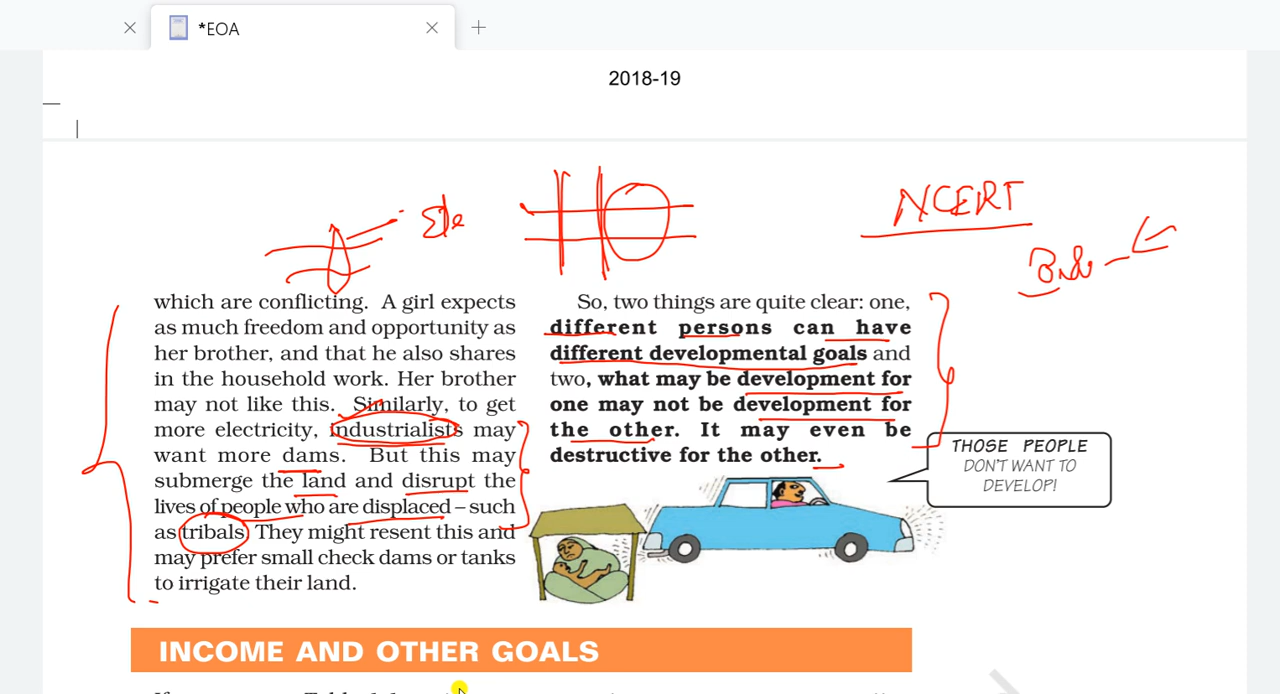 *EOA
2018-19
NCERT
which are conflicting. A girl expects
as much freedom and opportunity as
her brother, and that he also shares
in the household work. Her brother
may not like this. Similarly, to get
more electricity, industrialists may
want more dams. But this may
submerge the land and disrupt the
lives of people who are displaced – such
as tribals. They might resent this and
may prefer small check dams or tanks
to irrigate their land.
So, two things are quite clear: one,
different persons can have
different developmental goals and
two, what may be development for
one may not be development for
the other. It may even be
destructive for the other.
THOSE PEOPLE
DON'T WANT TO
DEVELOP!
INCOME AND OTHER GOALS